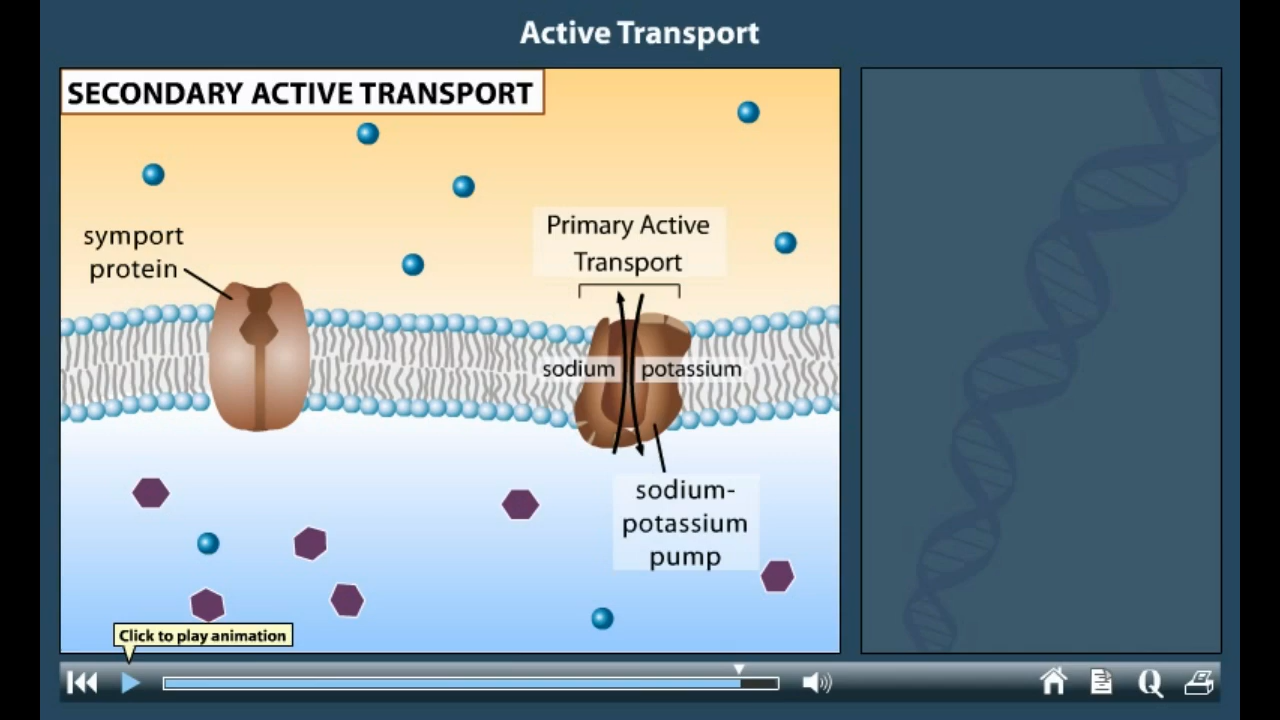 Active Transport
SECONDARY ACTIVE TRANSPORT
symport
protein
Primary Active
Transport
sodium
potassium
sodium-
potassium
pump
Click to play animation